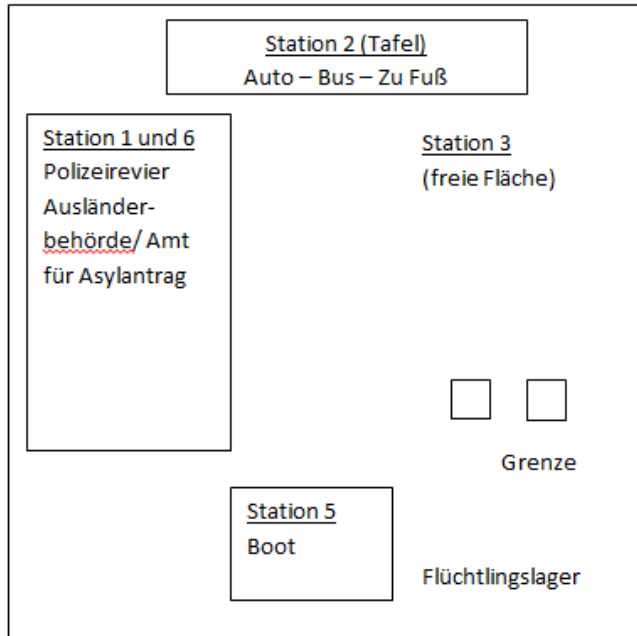 Station 2 (Tafel)
Auto – Bus – Zu Fuß
Station 1 und 6
Polizeirevier
Ausländer-
behörde/ Amt
für Asylantrag
Station 3
(freie Fläche)
Grenze
Station 5
Boot
Flüchtlingslager